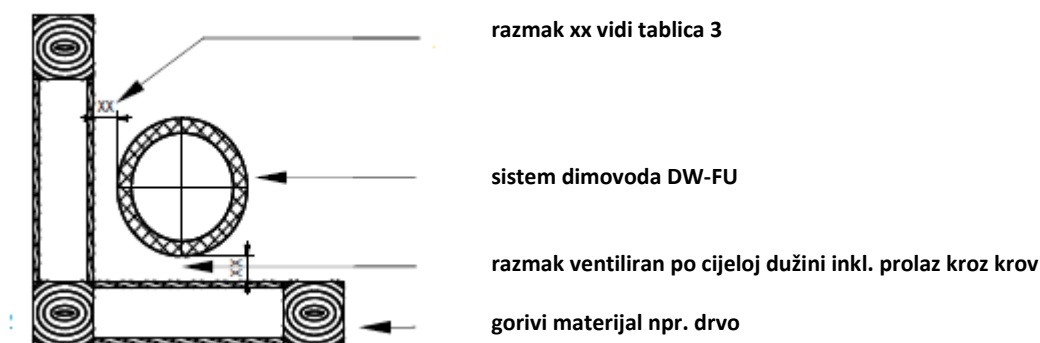 razmak xx vidi tablica 3
xx
sistem dimovoda DW-FU
xx
razmak ventiliran po cijeloj dužini inkl. prolaz kroz krov
gorivi materijal npr. drvo